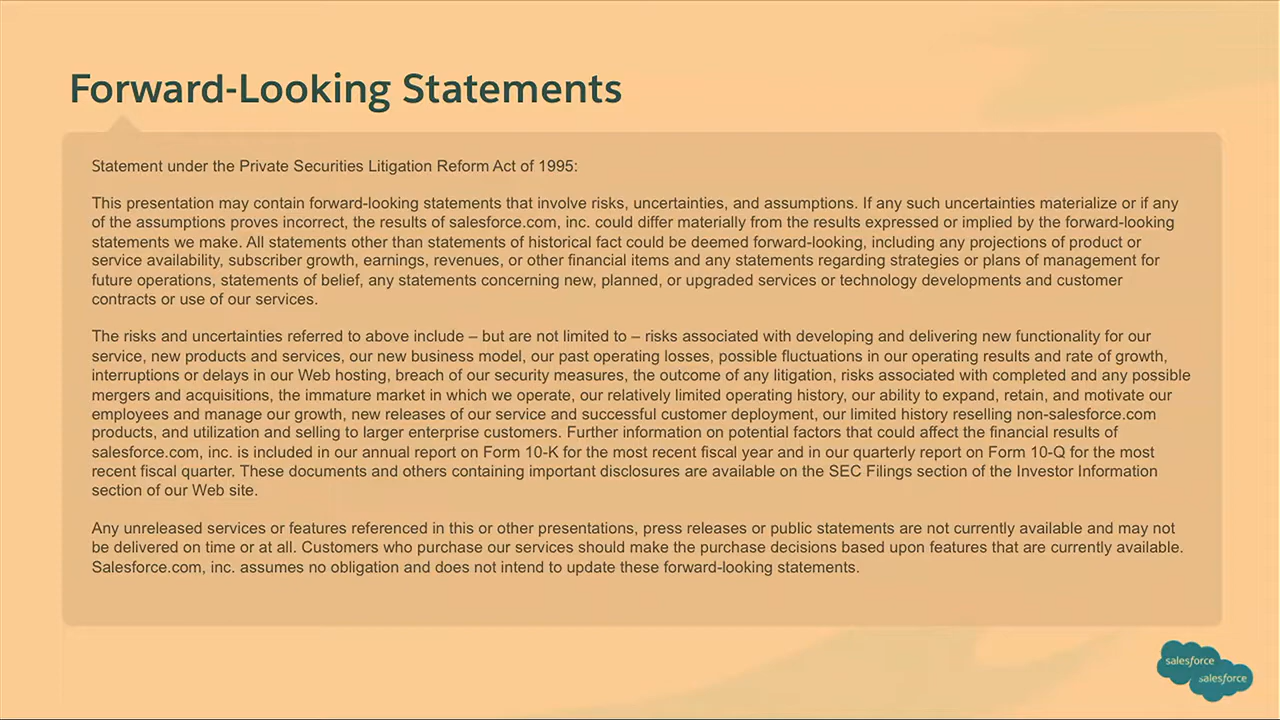 Forward-Looking Statements
Statement under the Private Securities Litigation Reform Act of 1995:
This presentation may contain forward-looking statements that involve risks, uncertainties, and assumptions. If any such uncertainties materialize or if any
of the assumptions proves incorrect, the results of salesforce.com, inc. could differ materially from the results expressed or implied by the forward-looking
statements we make. All statements other than statements of historical fact could be deemed forward-looking, including any projections of product or
service availability, subscriber growth, earnings, revenues, or other financial items and any statements regarding strategies or plans of management for
future operations, statements of belief, any statements concerning new, planned, or upgraded services or technology developments and customer
contracts or use of our services.
The risks and uncertainties referred to above include – but are not limited to – risks associated with developing and delivering new functionality for our
service, new products and services, our new business model, our past operating losses, possible fluctuations in our operating results and rate of growth,
interruptions or delays in our Web hosting, breach of our security measures, the outcome of any litigation, risks associated with completed and any possible
mergers and acquisitions, the immature market in which we operate, our relatively limited operating history, our ability to expand, retain, and motivate our
employees and manage our growth, new releases of our service and successful customer deployment, our limited history reselling non-salesforce.com
products, and utilization and selling to larger enterprise customers. Further information on potential factors that could affect the financial results of
salesforce.com, inc. is included in our annual report on Form 10-K for the most recent fiscal year and in our quarterly report on Form 10-Q for the most
recent fiscal quarter. These documents and others containing important disclosures are available on the SEC Filings section of the Investor Information
section of our Web site.
Any unreleased services or features referenced in this or other presentations, press releases or public statements are not currently available and may not
be delivered on time or at all. Customers who purchase our services should make the purchase decisions based upon features that are currently available.
Salesforce.com, inc. assumes no obligation and does not intend to update these forward-looking statements.
salesforce
salesforce